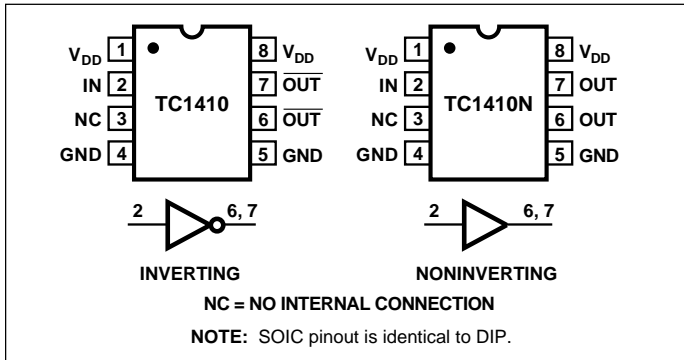 V_DD 1 8 V_DD V_DD 1 8 V_DD
IN 2 7 O̅U̅T̅ IN 2 7 OUT
TC1410 TC1410N
NC 3 6 O̅U̅T̅ NC 3 6 OUT
GND 4 5 GND GND 4 5 GND
2 6, 7 2 6, 7
INVERTING NONINVERTING
NC = NO INTERNAL CONNECTION
NOTE: SOIC pinout is identical to DIP.